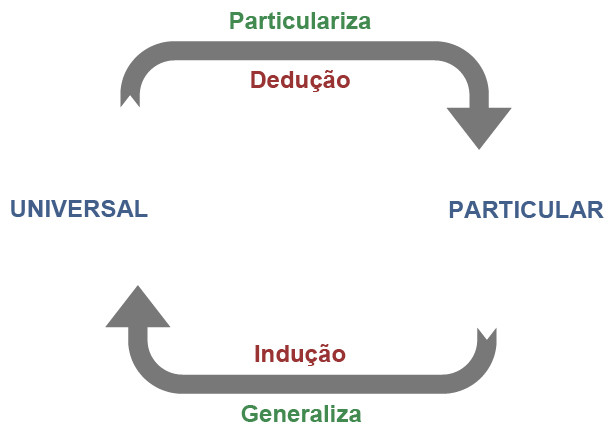 Particulariza
Dedução
UNIVERSAL
PARTICULAR
Indução
Generaliza